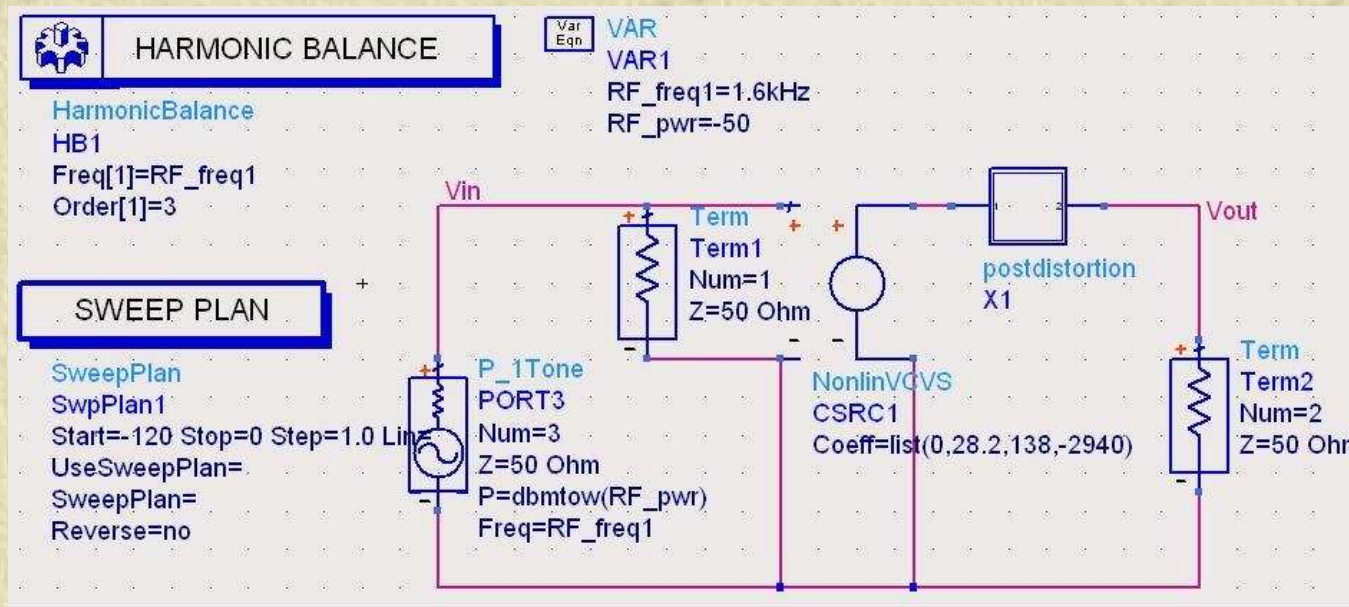 HARMONIC BALANCE
HarmonicBalance
HB1
Freq[1]=RF_freq1
Order[1]=3
Var
Eqn
VAR
VAR1
RF_freq1=1.6kHz
RF_pwr=-50
SWEEP PLAN
SweepPlan
SwpPlan1
Start=-120 Stop=0 Step=1.0 Lin=
UseSweepPlan=
SweepPlan=
Reverse=no
Vin
P_1Tone
PORT3
Num=3
Z=50 Ohm
P=dbmtow(RF_pwr)
Freq=RF_freq1
Term
Term1
Num=1
Z=50 Ohm
NonlinVCVS
CSRC1
Coeff=list(0,28.2,138,-2940)
1 2
postdistortion
X1
Vout
Term
Term2
Num=2
Z=50 Ohm